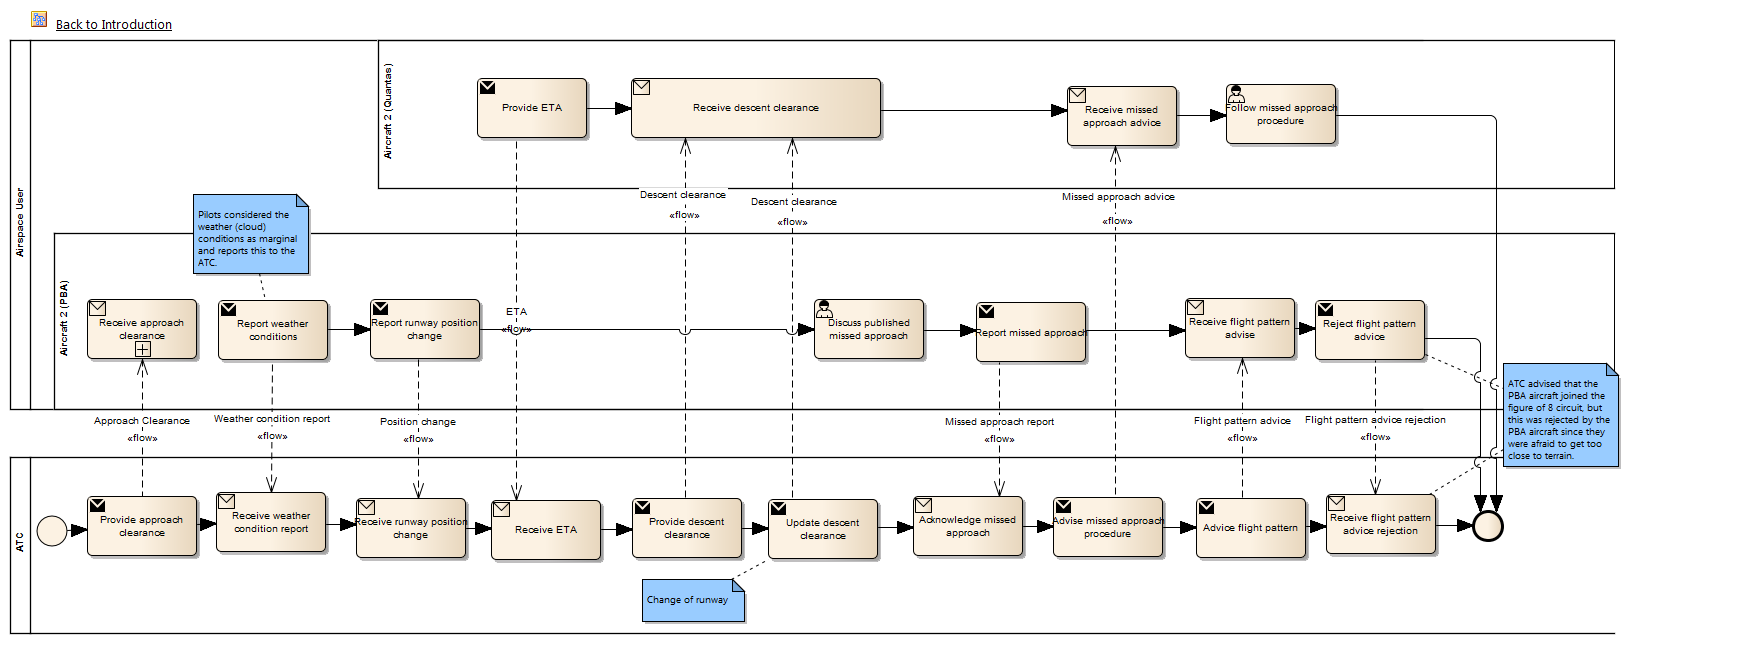 Back to Introduction
Airspace User
Aircraft 2 (Quantas)
Provide ETA
Receive descent clearance
Receive missed
approach advice
Follow missed approach
procedure
Descent clearance
«flow»
Descent clearance
«flow»
Missed approach advice
«flow»
Pilots considered the
weather (cloud)
conditions as marginal
and reports this to the
ATC.
Aircraft 2 (PBA)
Receive approach
clearance
Report weather
conditions
Report runway position
change
ETA
«flow»
Discuss published
missed approach
Report missed approach
Receive flight pattern
advise
Reject flight pattern
advice
ATC advised that the
PBA aircraft joined the
figure of 8 circuit, but
this was rejected by the
PBA aircraft since they
were afraid to get too
close to terrain.
Approach Clearance
«flow»
Weather condition report
«flow»
Position change
«flow»
Missed approach report
«flow»
Flight pattern advice
«flow»
Flight pattern advice rejection
«flow»
ATC
Provide approach
clearance
Receive weather
condition report
Receive runway position
change
Receive ETA
Provide descent
clearance
Update descent
clearance
Acknowledge missed
approach
Advise missed approach
procedure
Advice flight pattern
Receive flight pattern
advice rejection
Change of runway